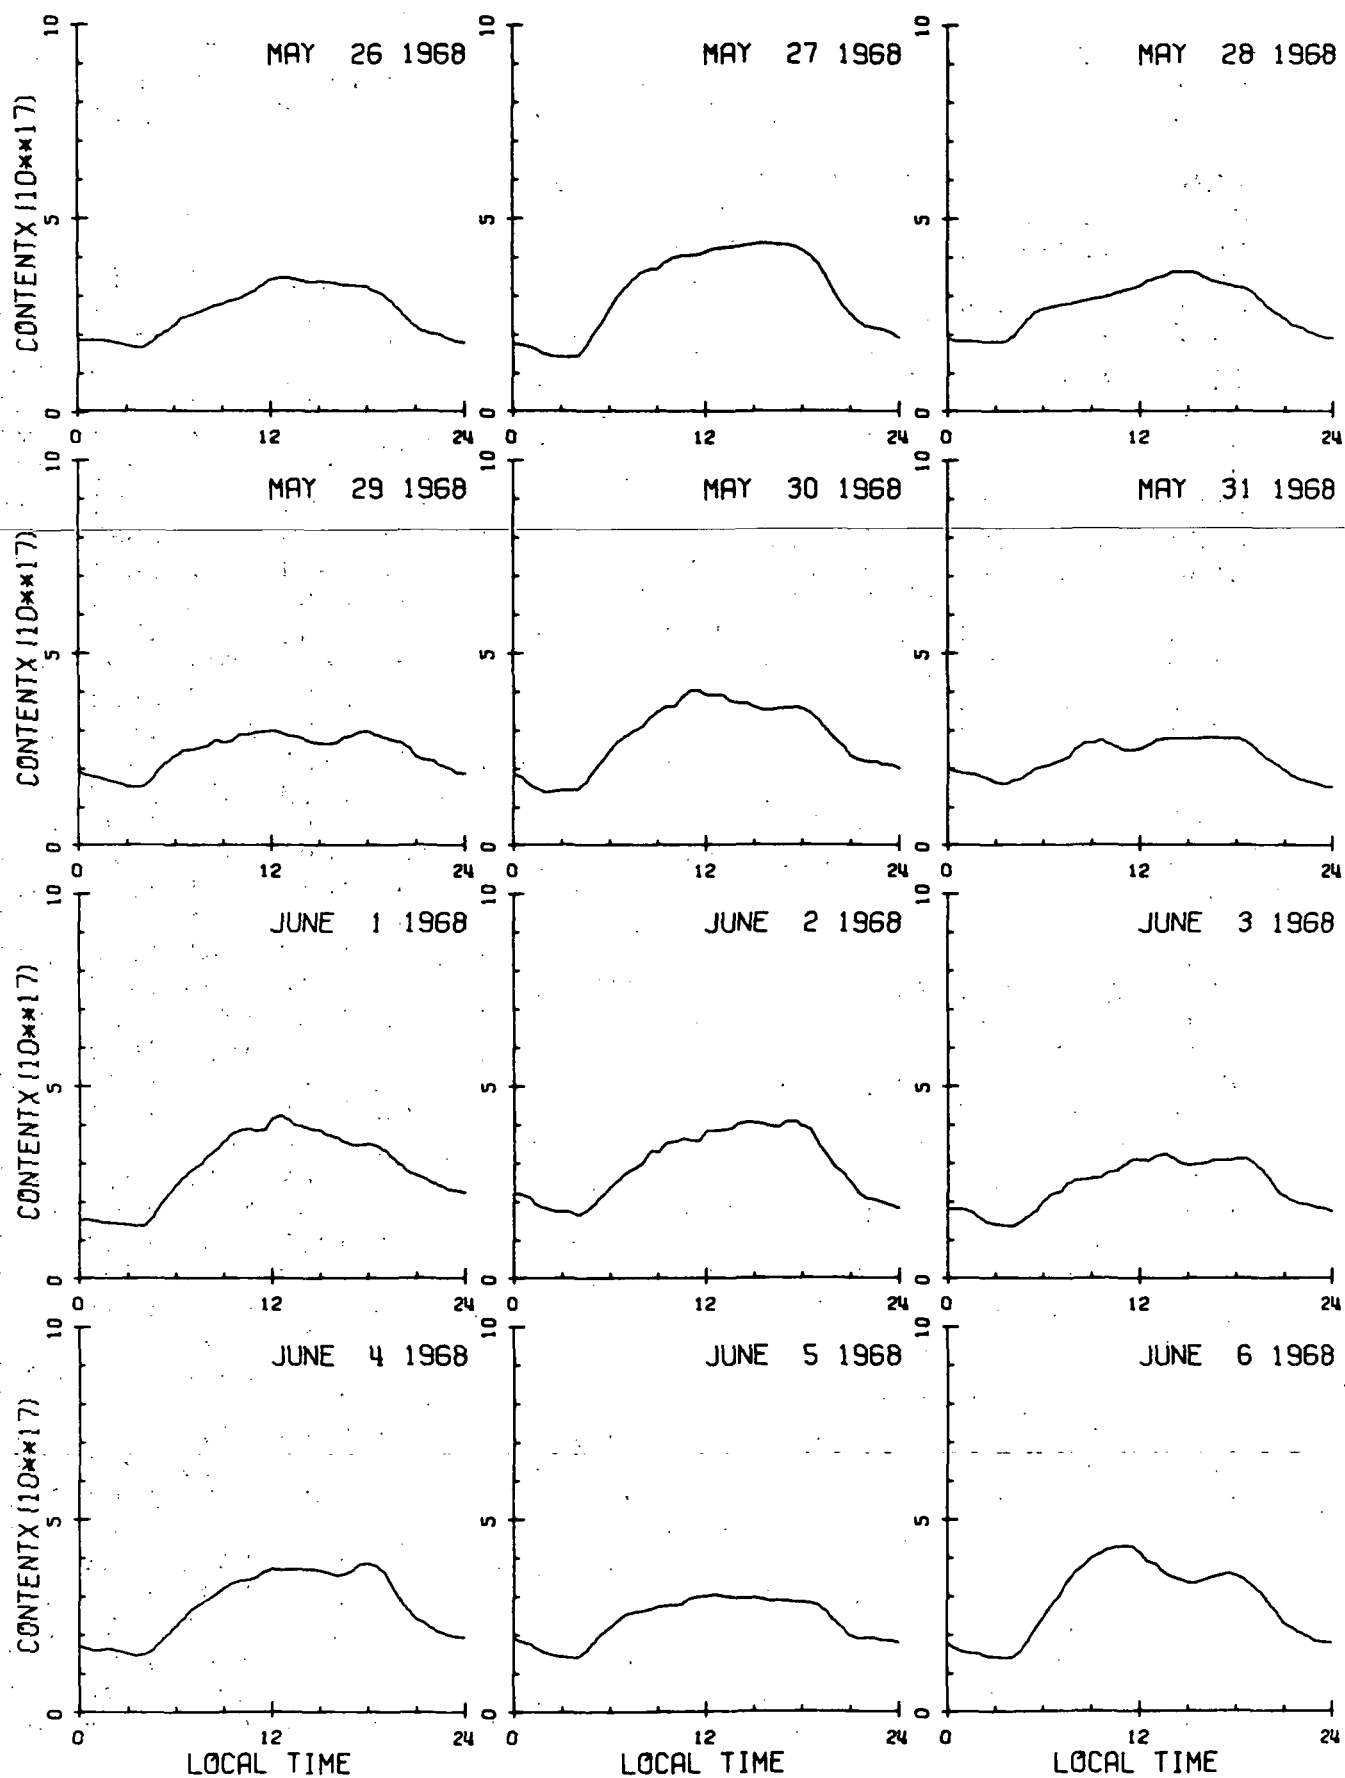 MAY 26 1968
MAY 27 1968
MAY 28 1968
CONTENTX (10**17)
10
5
0
0 12 24
10
5
0
0 12 24
10
5
0
0 12 24
MAY 29 1968
MAY 30 1968
MAY 31 1968
CONTENTX (10**17)
10
5
0
0 12 24
10
5
0
0 12 24
10
5
0
0 12 24
JUNE 1 1968
JUNE 2 1968
JUNE 3 1968
CONTENTX (10**17)
10
5
0
0 12 24
10
5
0
0 12 24
10
5
0
0 12 24
JUNE 4 1968
JUNE 5 1968
JUNE 6 1968
CONTENTX (10**17)
10
5
0
0 12 24
10
5
0
0 12 24
10
5
0
0 12 24
LOCAL TIME
LOCAL TIME
LOCAL TIME